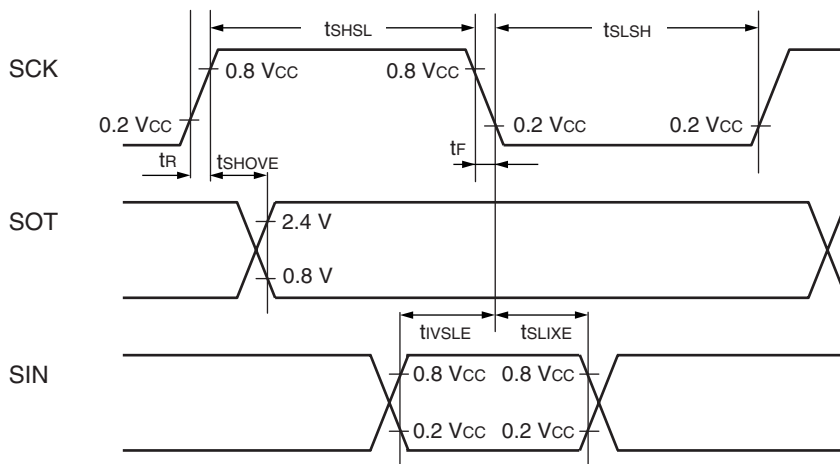 tSHSL
tSLSH
SCK
0.8 VCC
0.8 VCC
0.2 VCC
0.2 VCC
0.2 VCC
tR
tSHOVE
tF
SOT
2.4 V
0.8 V
tIVSLE
tSLIXE
SIN
0.8 VCC
0.8 VCC
0.2 VCC
0.2 VCC